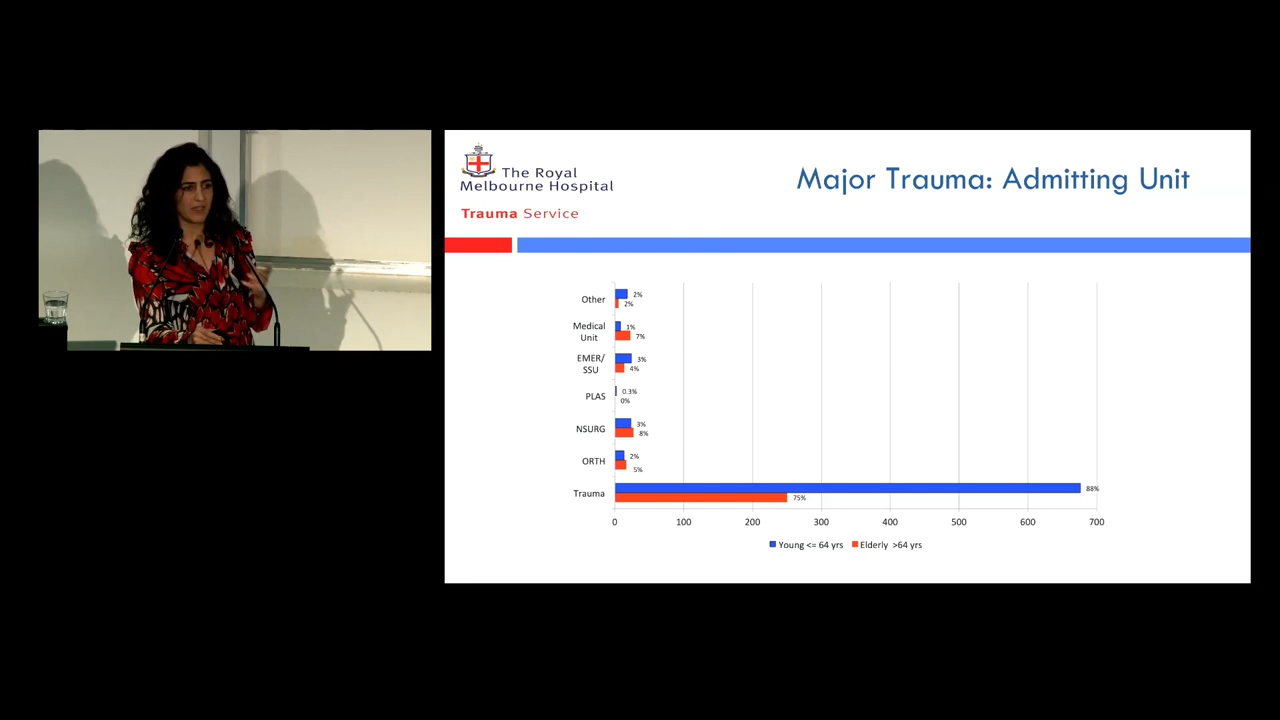 The Royal
Melbourne Hospital
Trauma Service
Major Trauma: Admitting Unit
Other
2%
2%
Medical
Unit
1%
7%
EMER/
SSU
3%
4%
PLAS
0.3%
0%
NSURG
3%
8%
ORTH
2%
5%
Trauma
88%
75%
0 100 200 300 400 500 600 700
Young <= 64 yrs Elderly >64 yrs